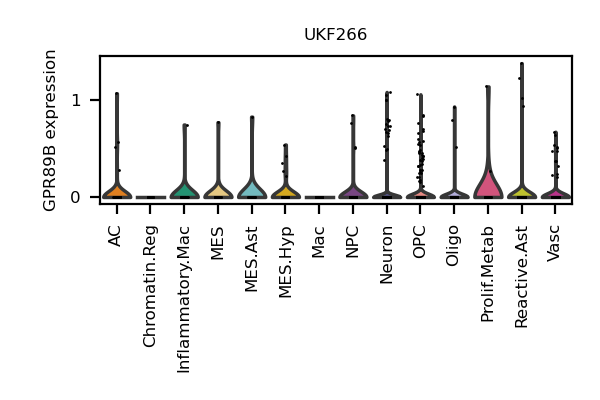 UKF266
GPR89B expression
1
0
AC
Chromatin.Reg
Inflammatory.Mac
MES
MES.Ast
MES.Hyp
Mac
NPC
Neuron
OPC
Oligo
Prolif.Metab
Reactive.Ast
Vasc